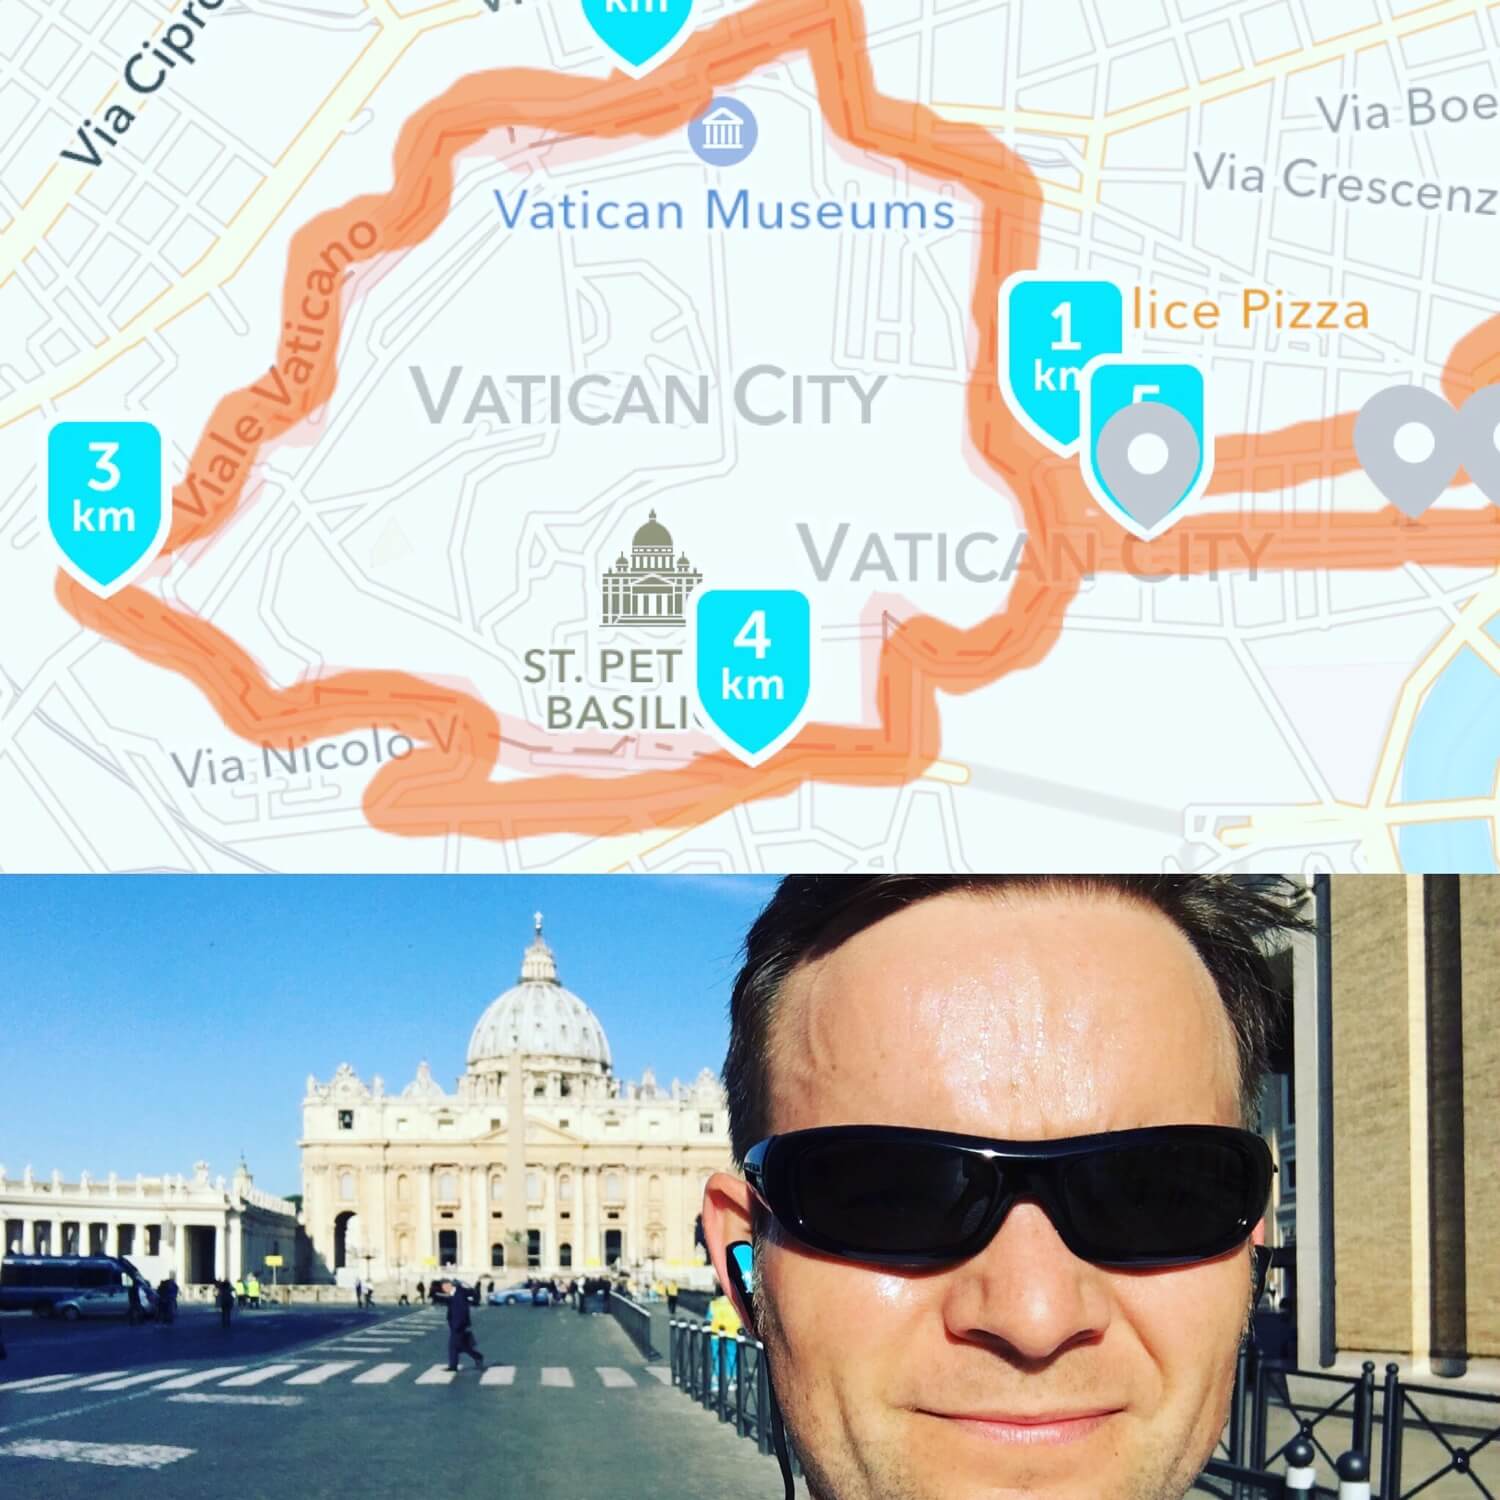 km
Via Cipro
Via Boe
Vatican Museums
Via Crescenz
1
km
lice Pizza
Viale Vaticano
VATICAN CITY
5
3
km
VATICAN CITY
4
km
ST. PET
BASILIC
Via Nicolò V